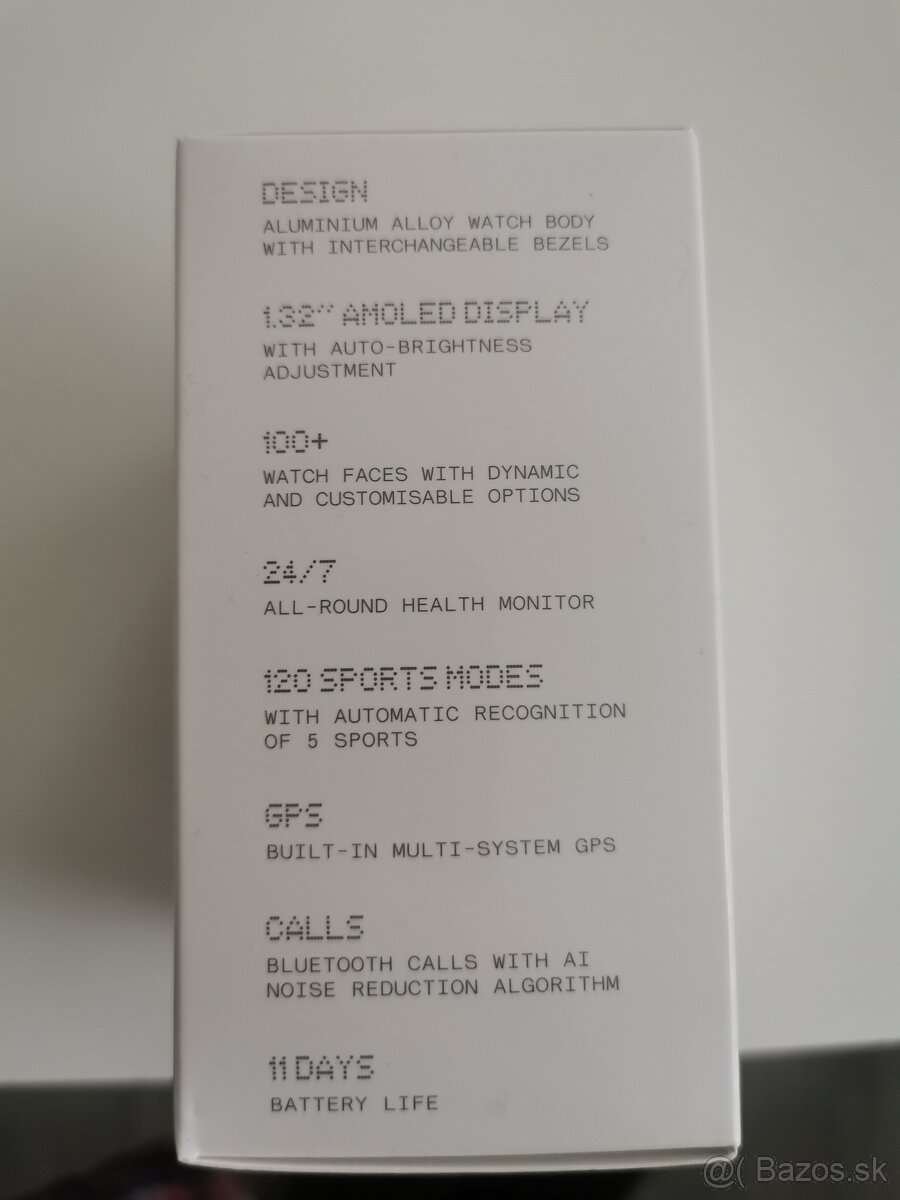 DESIGN
ALUMINIUM ALLOY WATCH BODY
WITH INTERCHANGEABLE BEZELS
1.32" AMOLED DISPLAY
WITH AUTO-BRIGHTNESS
ADJUSTMENT
100+
WATCH FACES WITH DYNAMIC
AND CUSTOMISABLE OPTIONS
24/7
ALL-ROUND HEALTH MONITOR
120 SPORTS MODES
WITH AUTOMATIC RECOGNITION
OF 5 SPORTS
GPS
BUILT-IN MULTI-SYSTEM GPS
CALLS
BLUETOOTH CALLS WITH AI
NOISE REDUCTION ALGORITHM
11 DAYS
BATTERY LIFE
@( Bazos.sk